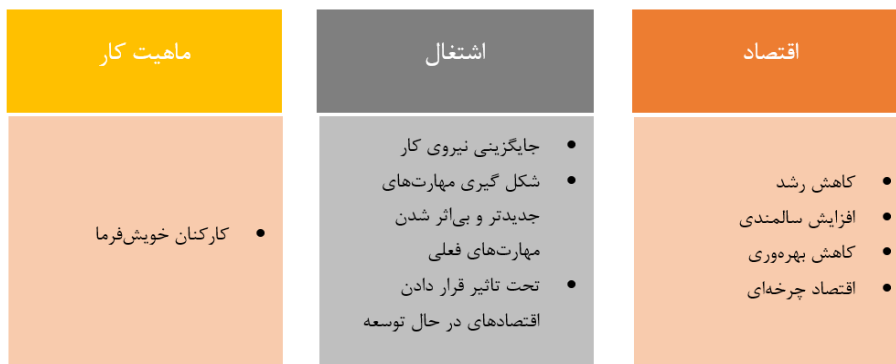 اقتصاد
کاهش رشد
افزایش سالمندی
کاهش بهره‌وری
اقتصاد چرخه‌ای
اشتغال
جایگزینی نیروی کار
شکل گیری مهارت‌های
جدیدتر و بی‌اثر شدن
مهارت‌های فعلی
تحت تاثیر قرار دادن
اقتصادهای در حال توسعه
ماهیت کار
کارکنان خویش‌فرما